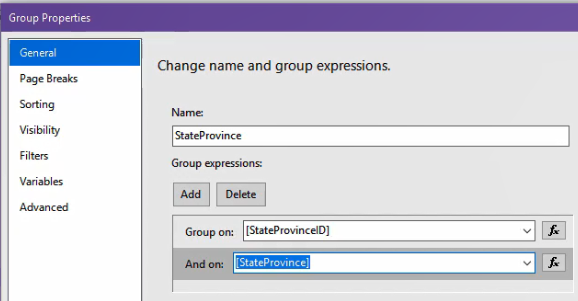 Group Properties
General
Page Breaks
Sorting
Visibility
Filters
Variables
Advanced
Change name and group expressions.
Name:
StateProvince
Group expressions:
Add Delete
Group on: [StateProvinceID] fx
And on: [StateProvince] fx